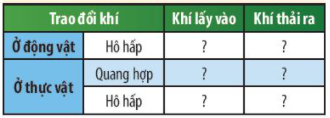 Trao đổi khí Khí lấy vào Khí thải ra
Ở động vật Hô hấp ? ?
Ở thực vật Quang hợp ? ?
Hô hấp ? ?